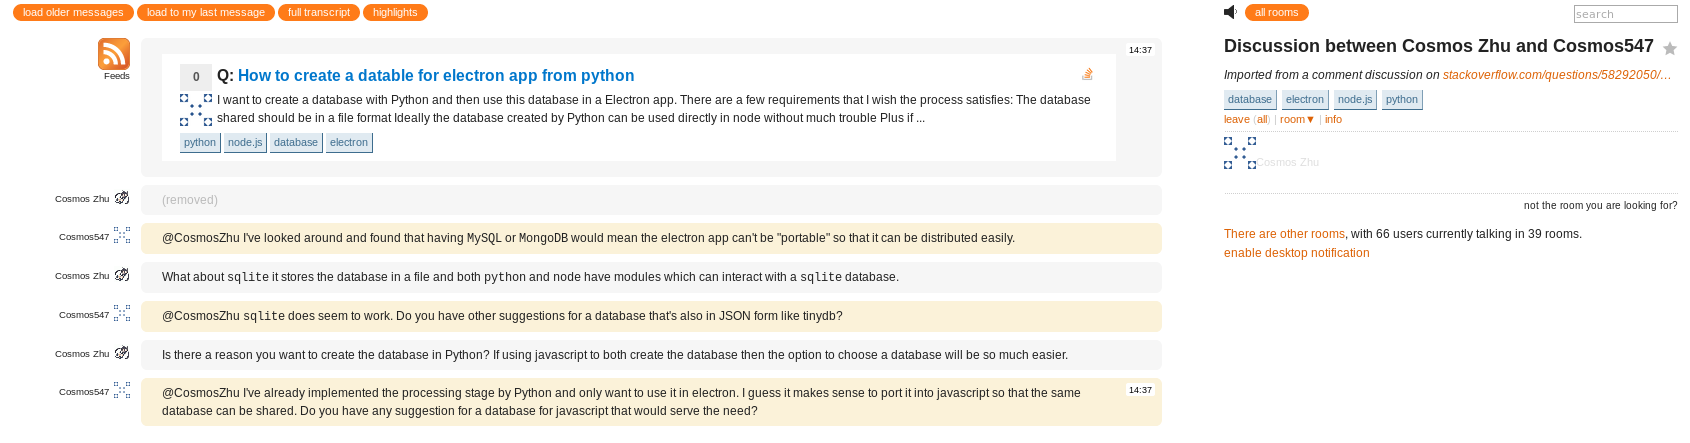 load older messages load to my last message full transcript highlights
all rooms search
Feeds
14:37
0 Q: How to create a datable for electron app from python
I want to create a database with Python and then use this database in a Electron app. There are a few requirements that I wish the process satisfies: The database
shared should be in a file format Ideally the database created by Python can be used directly in node without much trouble Plus if ...
python node.js database electron
Cosmos Zhu (removed)
Cosmos547 @CosmosZhu I've looked around and found that having MySQL or MongoDB would mean the electron app can't be "portable" so that it can be distributed easily.
Cosmos Zhu What about sqlite it stores the database in a file and both python and node have modules which can interact with a sqlite database.
Cosmos547 @CosmosZhu sqlite does seem to work. Do you have other suggestions for a database that's also in JSON form like tinydb?
Cosmos Zhu Is there a reason you want to create the database in Python? If using javascript to both create the database then the option to choose a database will be so much easier.
Cosmos547 @CosmosZhu I've already implemented the processing stage by Python and only want to use it in electron. I guess it makes sense to port it into javascript so that the same 14:37
database can be shared. Do you have any suggestion for a database for javascript that would serve the need?
Discussion between Cosmos Zhu and Cosmos547
Imported from a comment discussion on stackoverflow.com/questions/58292050/…
database electron node.js python
leave (all) | room▼ | info
Cosmos Zhu
not the room you are looking for?
There are other rooms, with 66 users currently talking in 39 rooms.
enable desktop notification